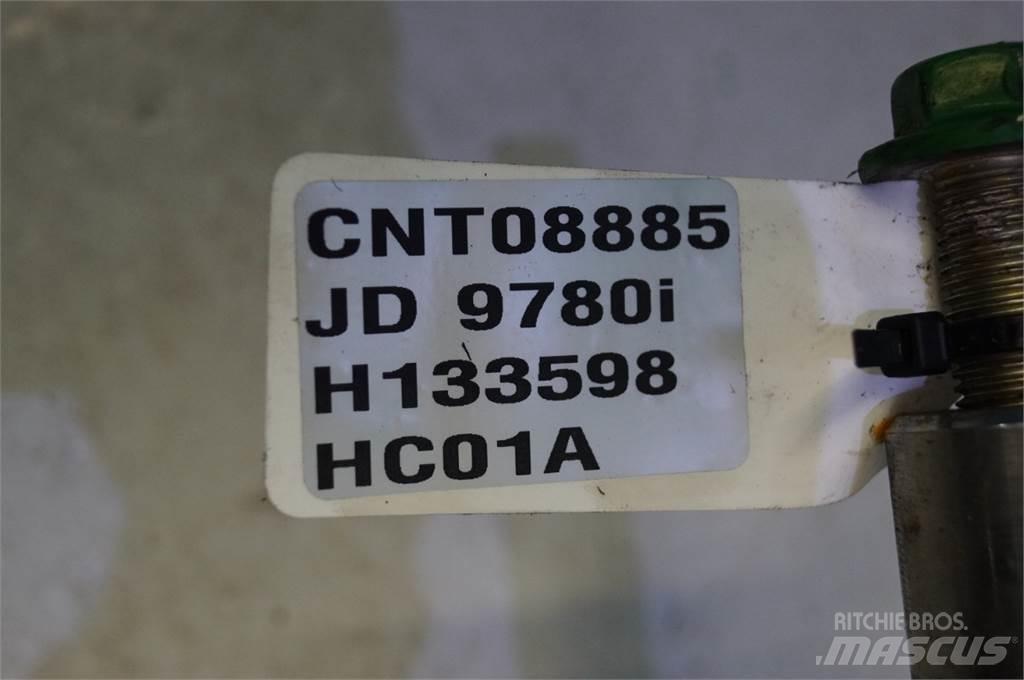 CNT08885
JD 9780i
H133598
HC01A
RITCHIE BROS.
MASCUS